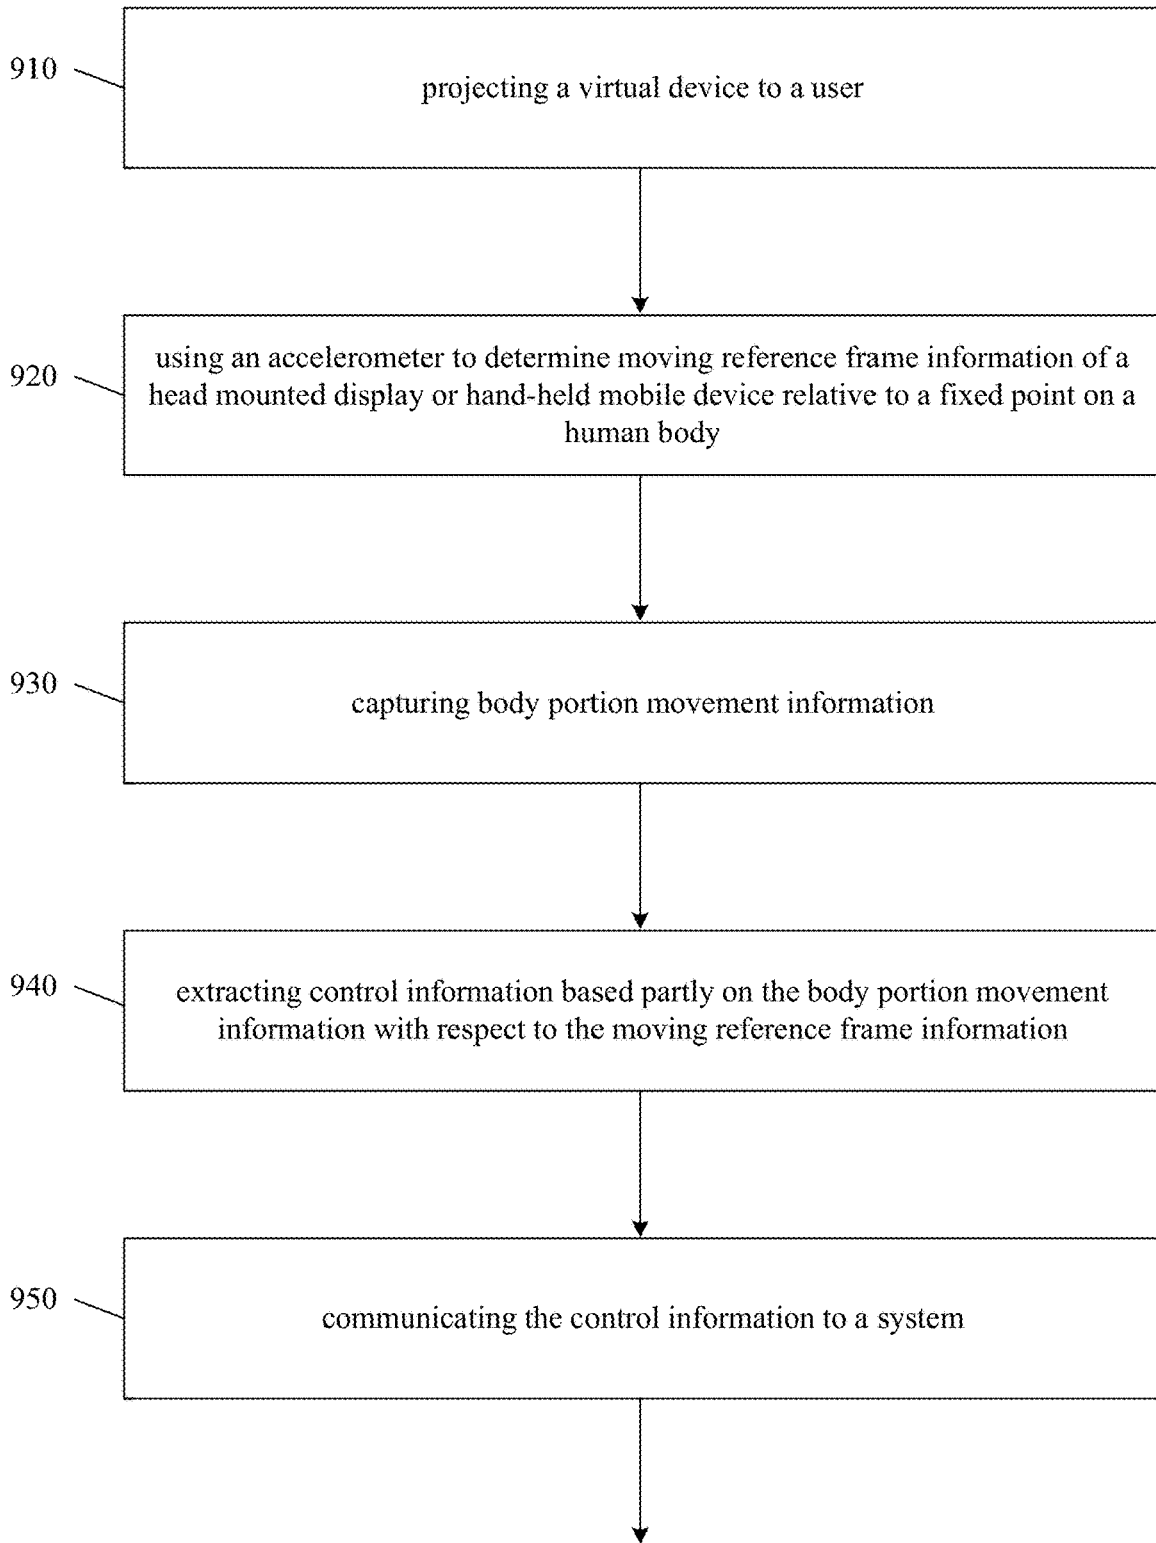 910
projecting a virtual device to a user
920
using an accelerometer to determine moving reference frame information of a
head mounted display or hand-held mobile device relative to a fixed point on a
human body
930
capturing body portion movement information
940
extracting control information based partly on the body portion movement
information with respect to the moving reference frame information
950
communicating the control information to a system